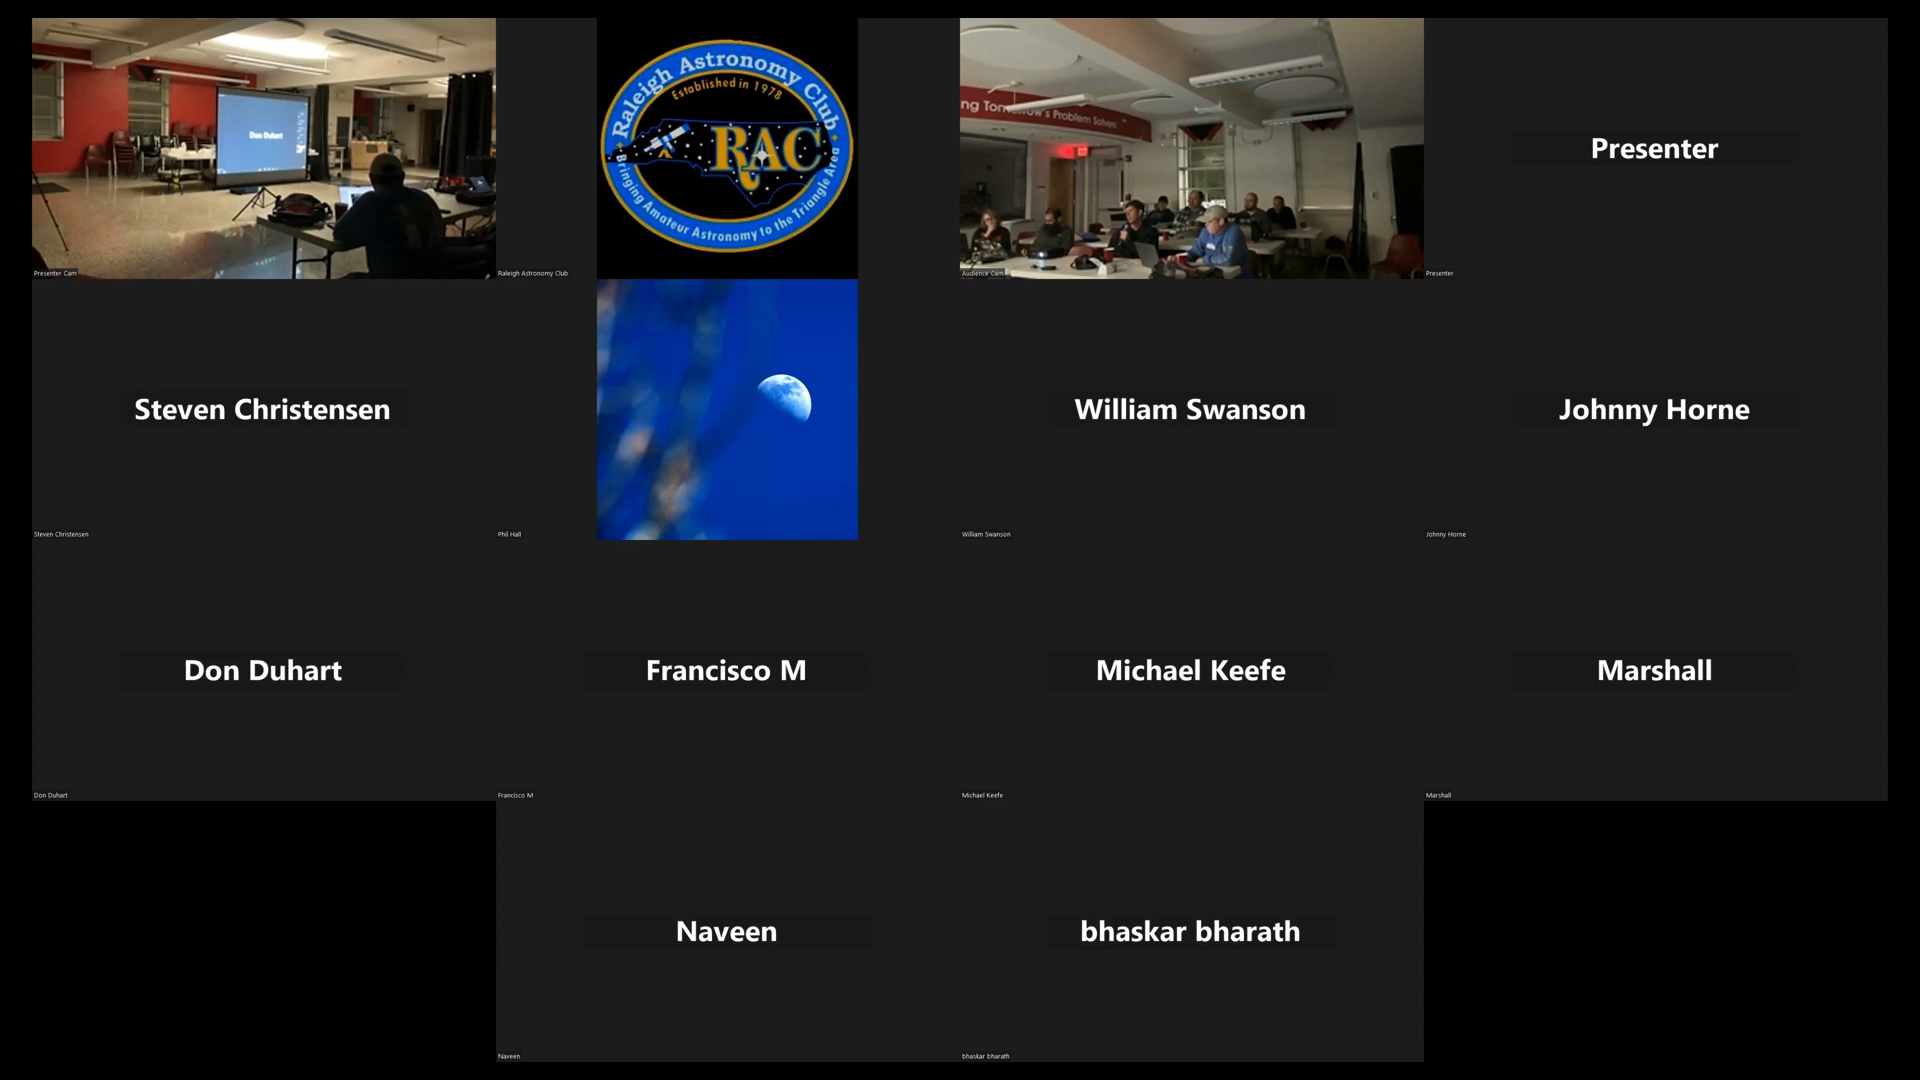 Don Duhart
Presenter Cam
Raleigh Astronomy Club
Established in 1978
RAC
Bringing Amateur Astronomy to the Triangle Area
Raleigh Astronomy Club
ng Tomorrow's Problem Solvers
Audience Cam
Presenter
Presenter
Steven Christensen
Steven Christensen
Phil Hall
William Swanson
William Swanson
Johnny Horne
Johnny Horne
Don Duhart
Don Duhart
Francisco M
Francisco M
Michael Keefe
Michael Keefe
Marshall
Marshall
Naveen
Naveen
bhaskar bharath
bhaskar bharath